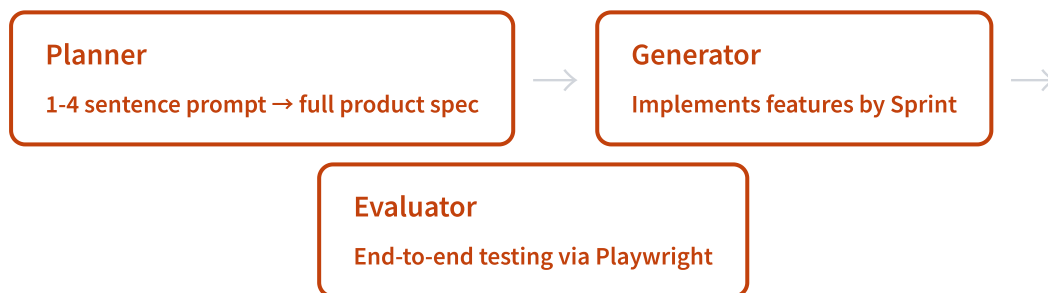 Planner
1-4 sentence prompt → full product spec
Generator
Implements features by Sprint
Evaluator
End-to-end testing via Playwright